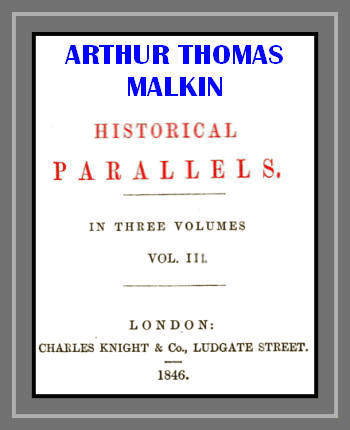 ARTHUR THOMAS
MALKIN
HISTORICAL
PARALLELS.
IN THREE VOLUMES
VOL. III.
LONDON:
CHARLES KNIGHT & Co., LUDGATE STREET.
1846.